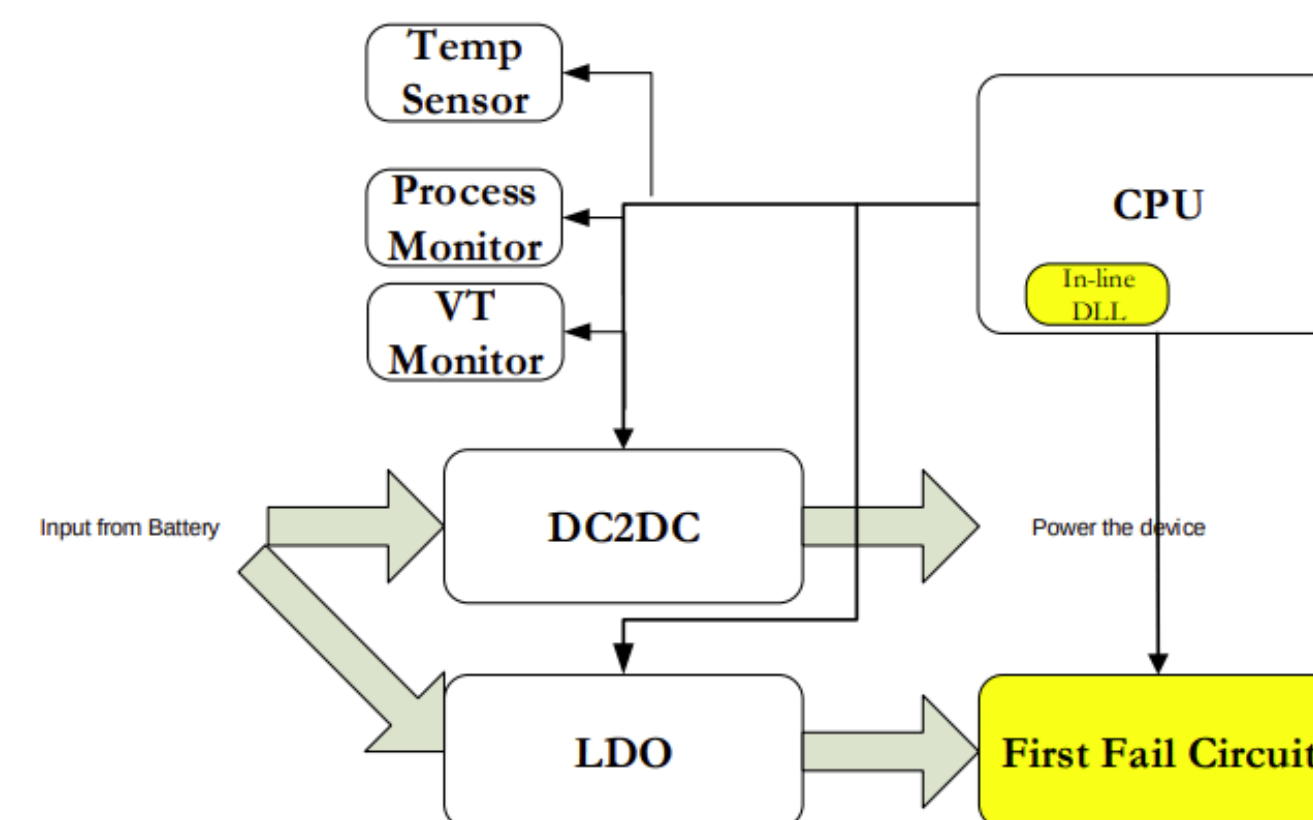 Temp
Sensor
Process
Monitor
CPU
In-line
DLL
VT
Monitor
Input from Battery
DC2DC
Power the device
LDO
First Fail Circuit